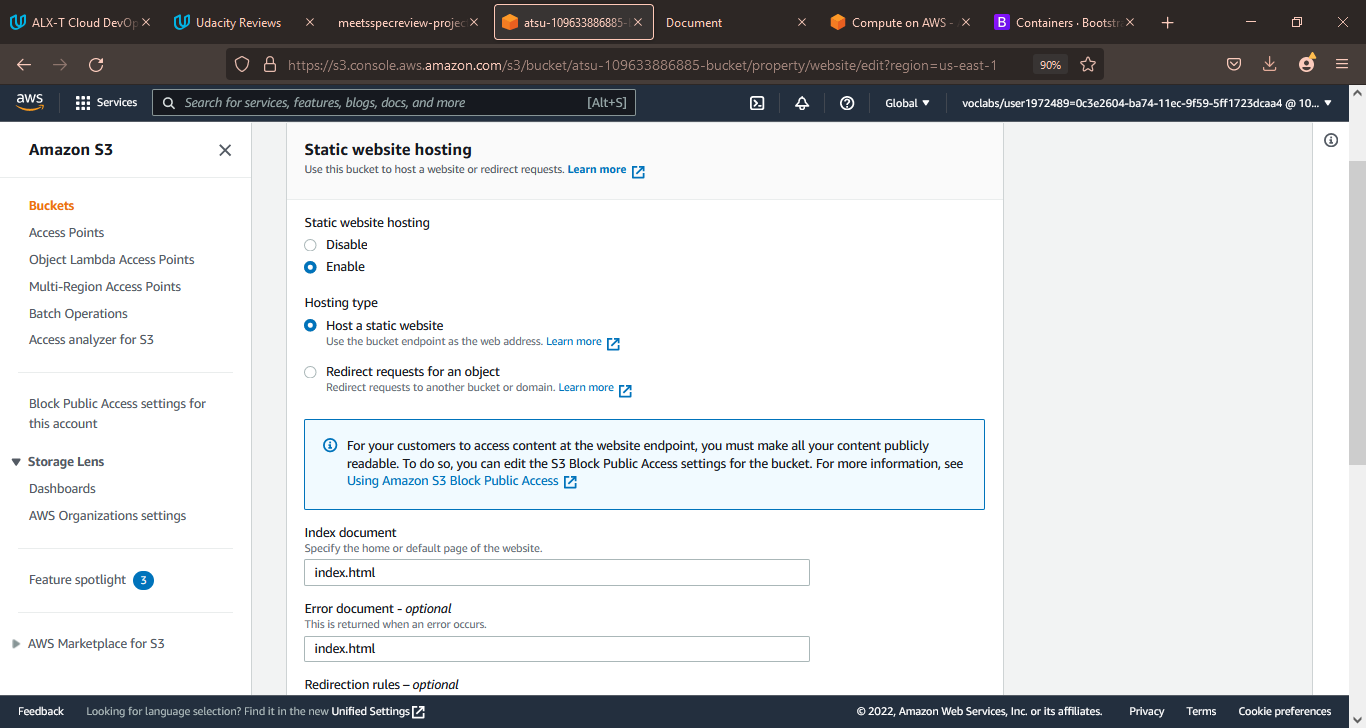 ALX-T Cloud DevOp
Udacity Reviews
meetsspecreview-projec
atsu-109633886885-
Document
Compute on AWS -
B Containers · Bootstr
https://s3.console.aws.amazon.com/s3/bucket/atsu-109633886885-bucket/property/website/edit?region=us-east-1
90%
aws
Services
Search for services, features, blogs, docs, and more
[Alt+S]
Global
voclabs/user1972489=0c3e2604-ba74-11ec-9f59-5ff1723dcaa4 @ 10...
Amazon S3
Buckets
Access Points
Object Lambda Access Points
Multi-Region Access Points
Batch Operations
Access analyzer for S3
Block Public Access settings for
this account
Storage Lens
Dashboards
AWS Organizations settings
Feature spotlight 3
AWS Marketplace for S3
Static website hosting
Use this bucket to host a website or redirect requests. Learn more
Static website hosting
Disable
Enable
Hosting type
Host a static website
Use the bucket endpoint as the web address. Learn more
Redirect requests for an object
Redirect requests to another bucket or domain. Learn more
For your customers to access content at the website endpoint, you must make all your content publicly
readable. To do so, you can edit the S3 Block Public Access settings for the bucket. For more information, see
Using Amazon S3 Block Public Access
Index document
Specify the home or default page of the website.
index.html
Error document - optional
This is returned when an error occurs.
index.html
Redirection rules – optional
Feedback
Looking for language selection? Find it in the new Unified Settings
© 2022, Amazon Web Services, Inc. or its affiliates.
Privacy
Terms
Cookie preferences